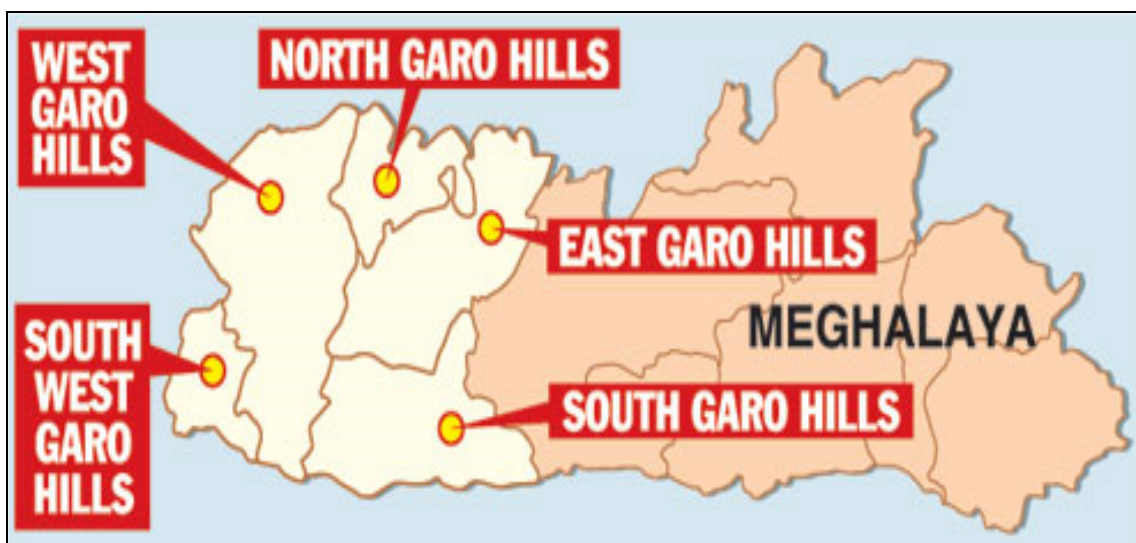 WEST
GARO
HILLS
NORTH GARO HILLS
EAST GARO HILLS
MEGHALAYA
SOUTH
WEST
GARO
HILLS
SOUTH GARO HILLS